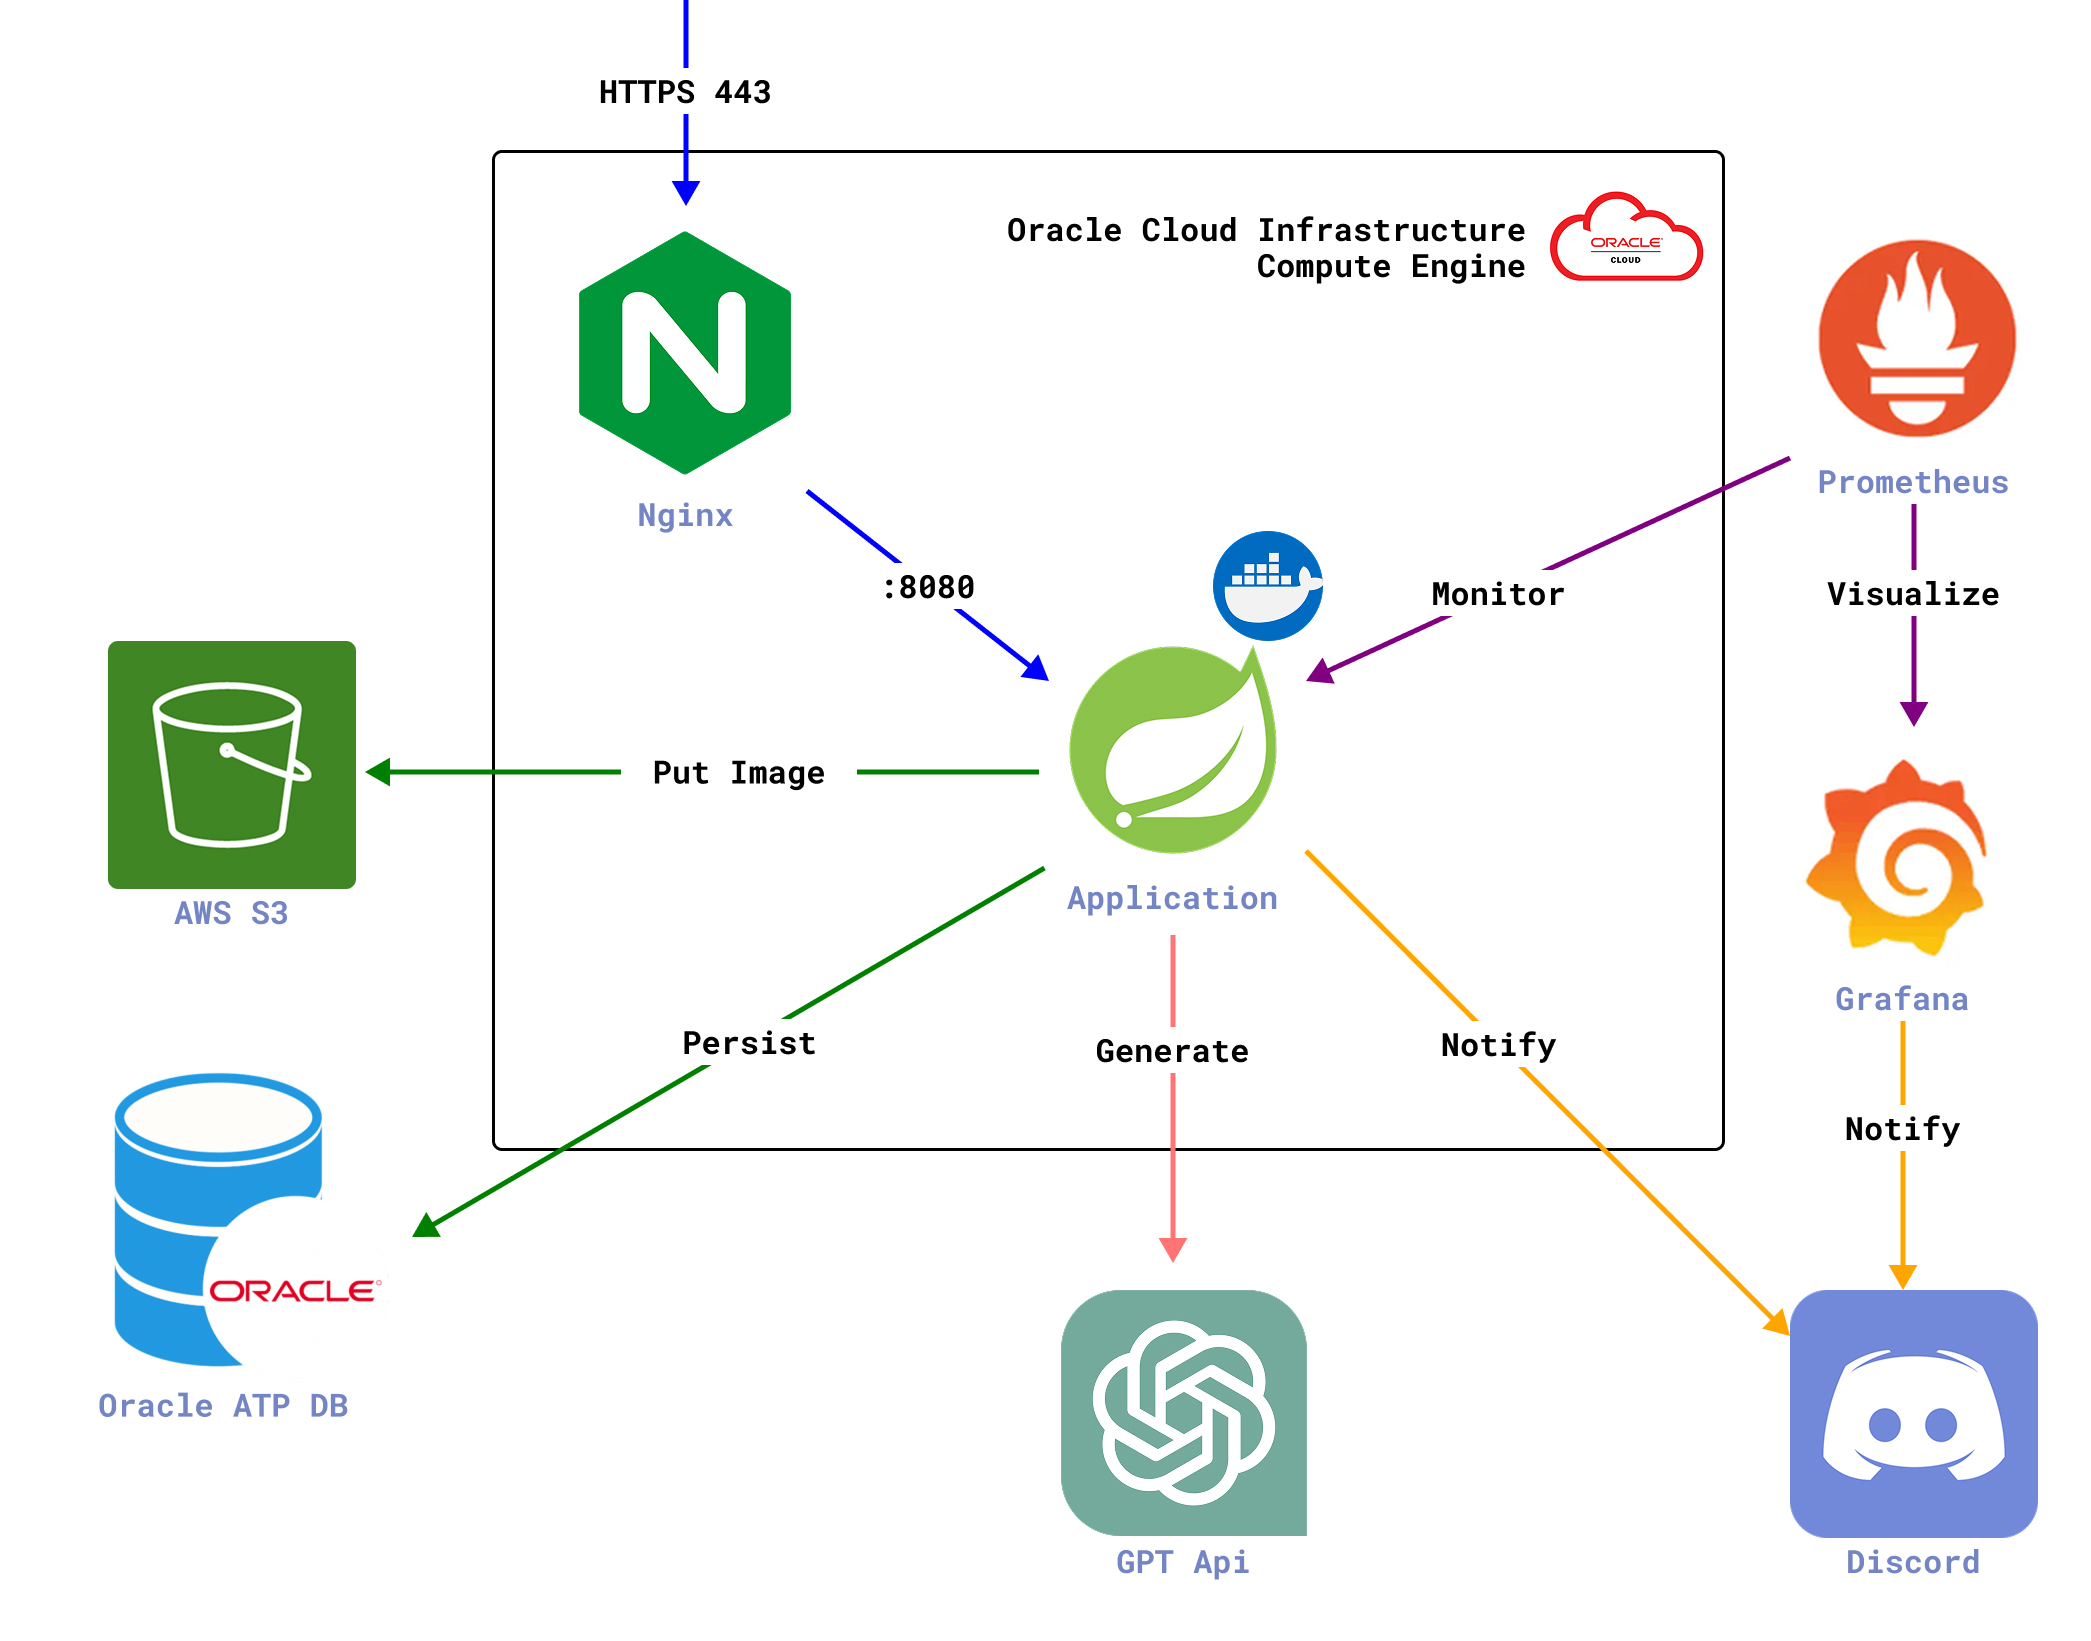 HTTPS 443
Oracle Cloud Infrastructure
Compute Engine
ORACLE
CLOUD
Nginx
Prometheus
:8080
Monitor
Visualize
Put Image
AWS S3
Application
Grafana
Persist
Generate
Notify
Notify
ORACLE
Oracle ATP DB
GPT Api
Discord